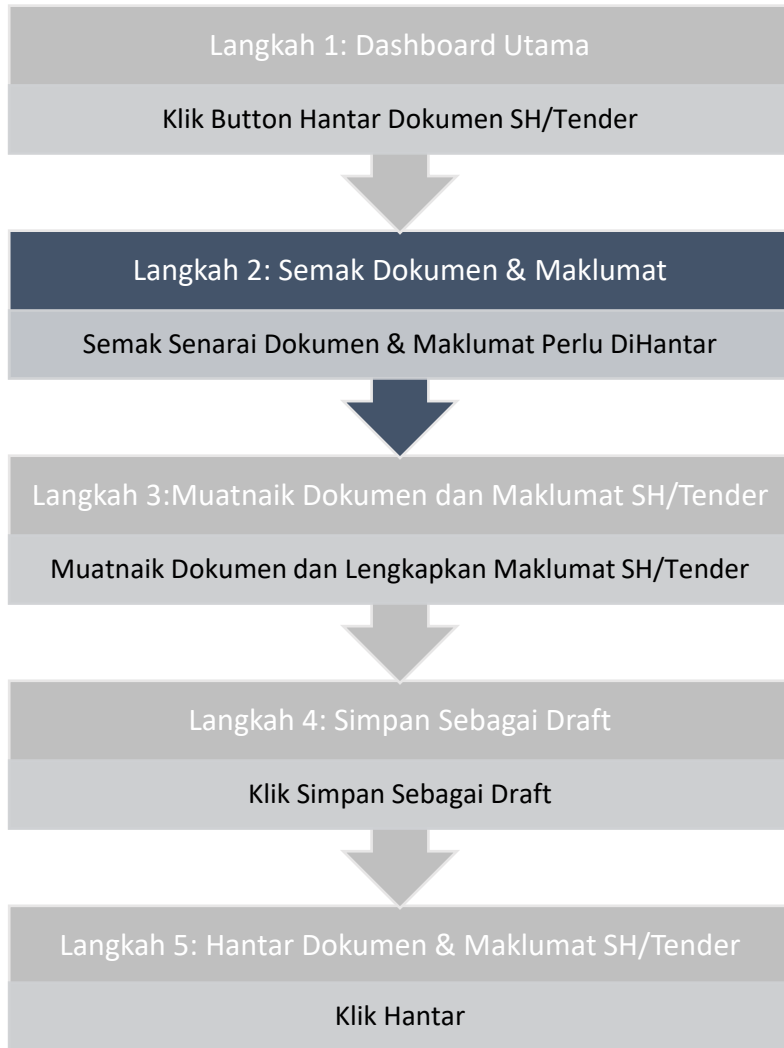 Langkah 1: Dashboard Utama
Klik Button Hantar Dokumen SH/Tender
Langkah 2: Semak Dokumen & Maklumat
Semak Senarai Dokumen & Maklumat Perlu DiHantar
Langkah 3:Muatnaik Dokumen dan Maklumat SH/Tender
Muatnaik Dokumen dan Lengkapkan Maklumat SH/Tender
Langkah 4: Simpan Sebagai Draft
Klik Simpan Sebagai Draft
Langkah 5: Hantar Dokumen & Maklumat SH/Tender
Klik Hantar